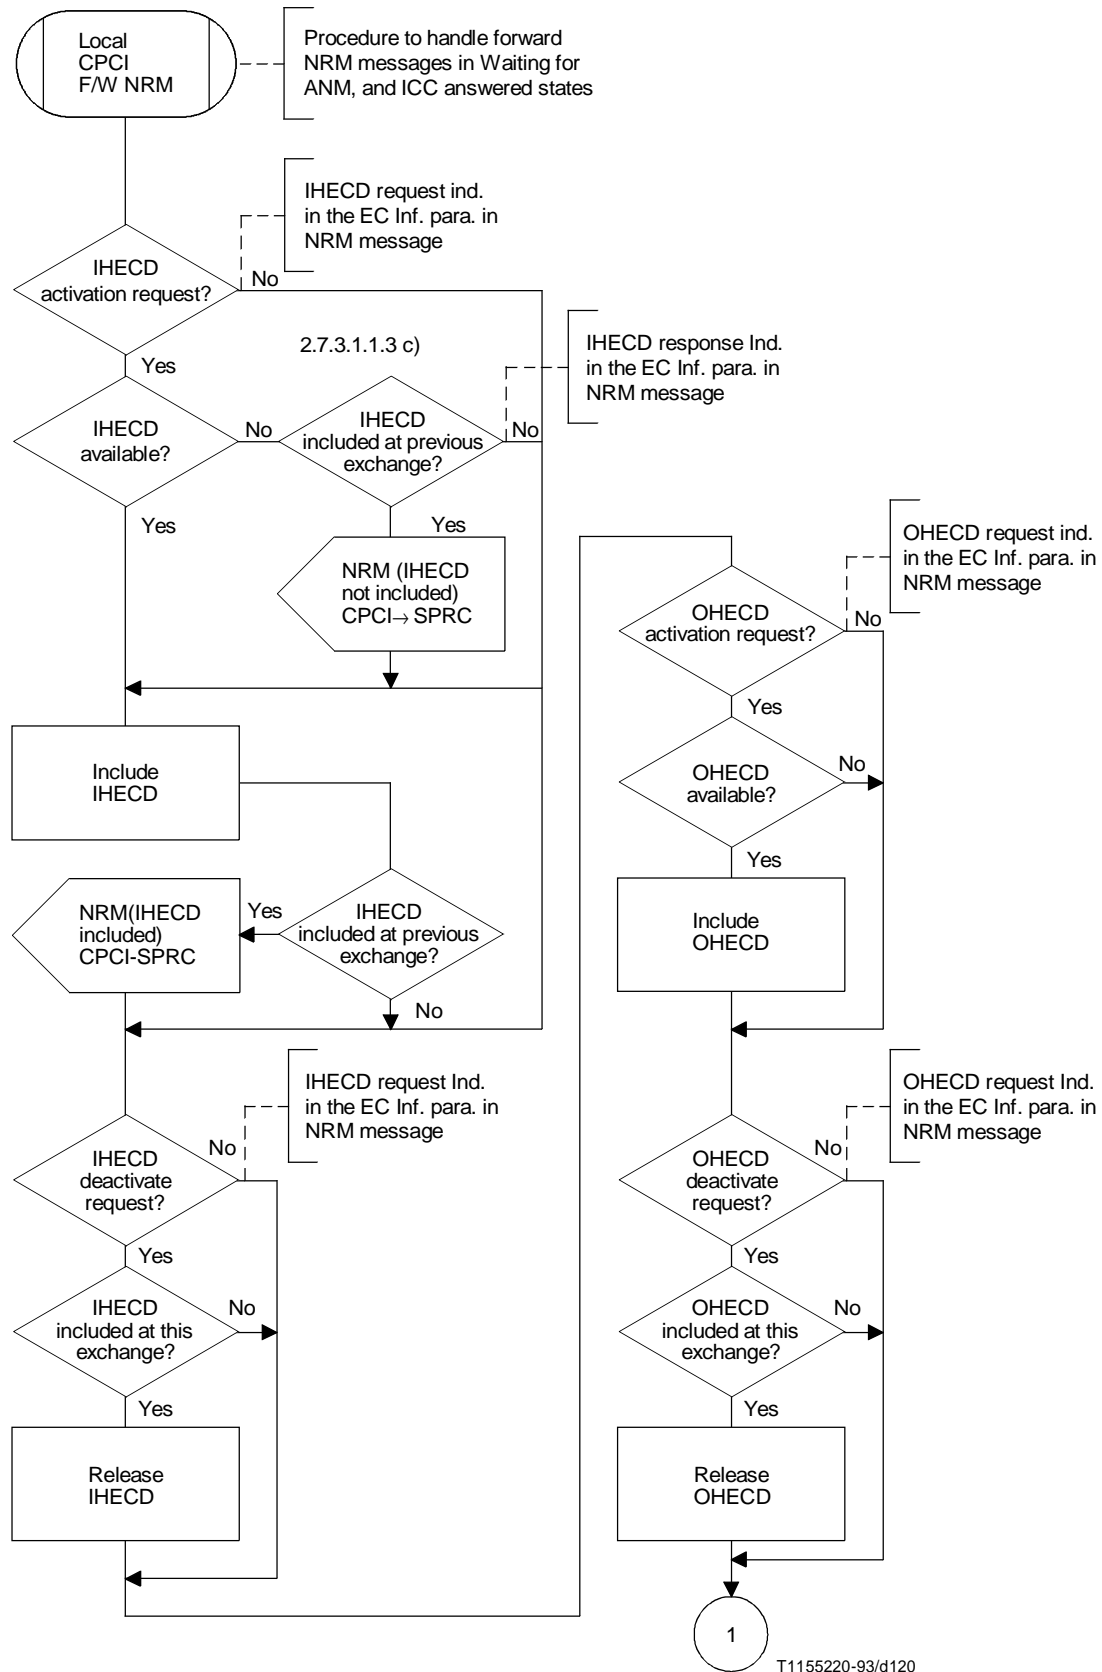 Local
CPCI
F/W NRM
Procedure to handle forward
NRM messages in Waiting for
ANM, and ICC answered states
IHECD request ind.
in the EC Inf. para. in
NRM message
IHECD
activation request?
No
Yes
2.7.3.1.1.3 c)
IHECD response Ind.
in the EC Inf. para. in
NRM message
IHECD
available?
No
IHECD
included at previous
exchange?
No
Yes
Yes
NRM (IHECD
not included)
CPCI→ SPRC
Include
IHECD
NRM(IHECD
included)
CPCI-SPRC
Yes
IHECD
included at previous
exchange?
No
IHECD request Ind.
in the EC Inf. para. in
NRM message
IHECD
deactivate
request?
No
Yes
IHECD
included at this
exchange?
No
Yes
Release
IHECD
OHECD request ind.
in the EC Inf. para. in
NRM message
OHECD
activation request?
No
Yes
OHECD
available?
No
Yes
Include
OHECD
OHECD request Ind.
in the EC Inf. para. in
NRM message
OHECD
deactivate
request?
No
Yes
OHECD
included at this
exchange?
No
Yes
Release
OHECD
1
T1155220-93/d120